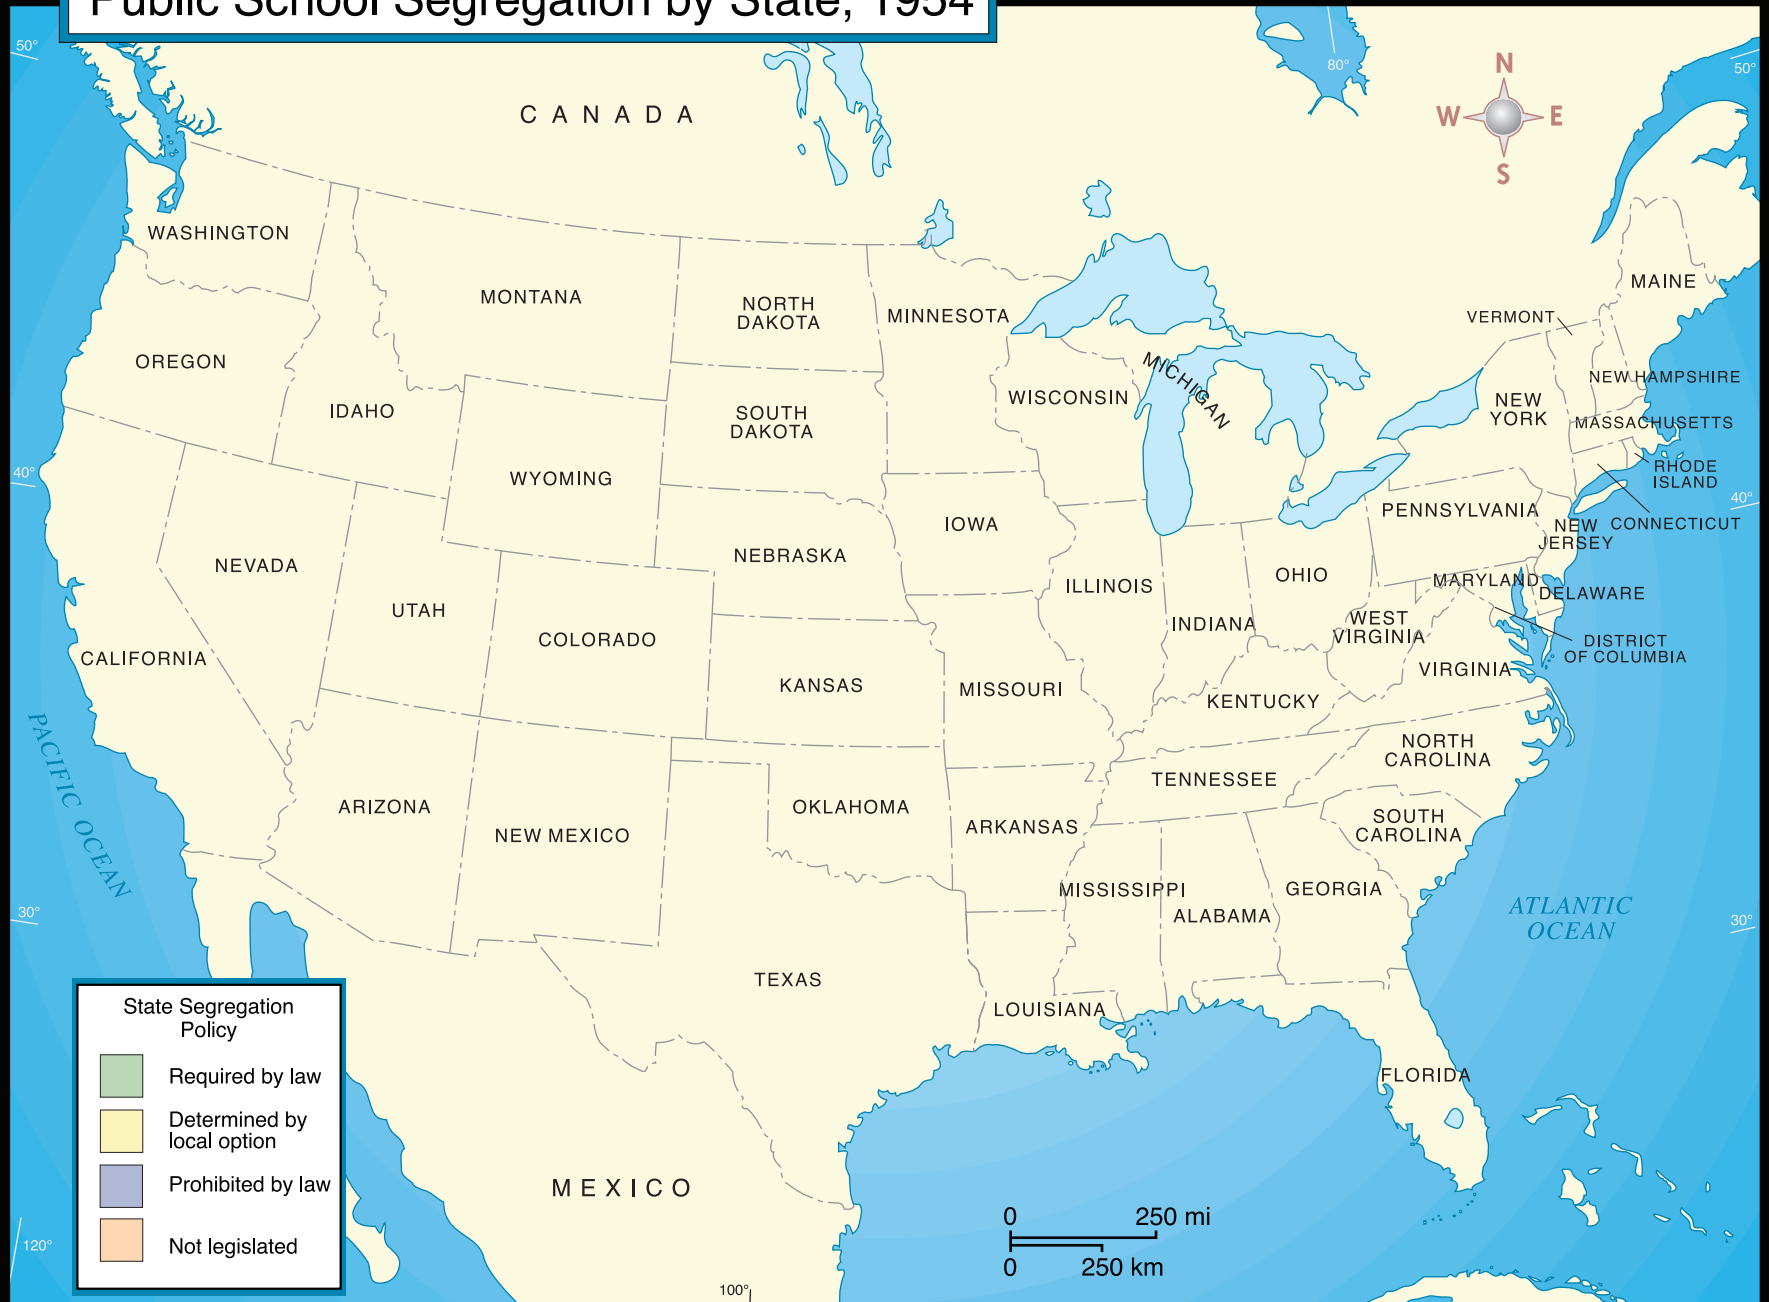 Public School Segregation by State, 1954
50°
80°
50°
N
W E
S
CANADA
WASHINGTON
MONTANA
NORTH
DAKOTA
MINNESOTA
MAINE
VERMONT
OREGON
IDAHO
SOUTH
DAKOTA
WISCONSIN
MICHIGAN
NEW
YORK
NEW HAMPSHIRE
MASSACHUSETTS
RHODE
ISLAND
CONNECTICUT
40°
40°
WYOMING
IOWA
PENNSYLVANIA
NEW
JERSEY
NEVADA
NEBRASKA
UTAH
COLORADO
ILLINOIS
INDIANA
OHIO
MARYLAND
DELAWARE
WEST
VIRGINIA
DISTRICT
OF COLUMBIA
CALIFORNIA
KANSAS
MISSOURI
KENTUCKY
VIRGINIA
PACIFIC OCEAN
ARIZONA
NEW MEXICO
OKLAHOMA
ARKANSAS
TENNESSEE
NORTH
CAROLINA
SOUTH
CAROLINA
MISSISSIPPI
ALABAMA
GEORGIA
ATLANTIC
OCEAN
30°
30°
TEXAS
LOUISIANA
FLORIDA
MEXICO
State Segregation
Policy
Required by law
Determined by
local option
Prohibited by law
Not legislated
0 250 mi
0 250 km
120°
100°